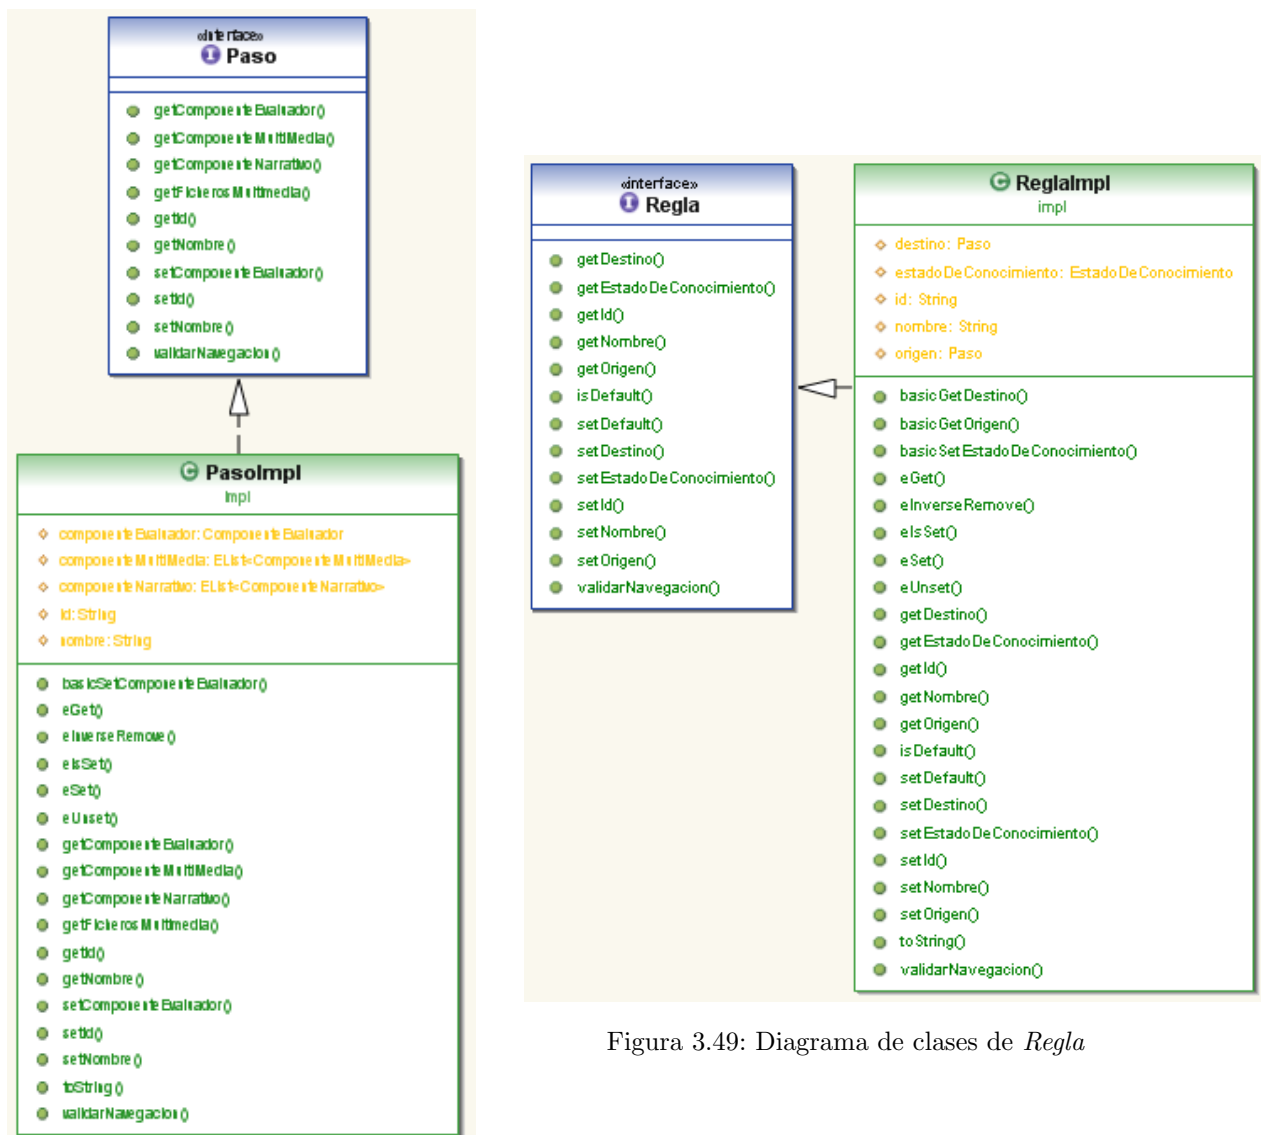 «interface»
Paso
getComponenteEvaluador()
getComponenteMultiMedia()
getComponenteNarrativo()
getFicherosMultimedia()
getId()
getNombre()
setComponenteEvaluador()
setId()
setNombre()
validarNavegacion()
PasoImpl
impl
componenteEvaluador: ComponenteEvaluador
componenteMultiMedia: EList<ComponenteMultiMedia>
componenteNarrativo: EList<ComponenteNarrativo>
id: String
nombre: String
basicSetComponenteEvaluador()
eGet()
eInverseRemove()
eIsSet()
eSet()
eUnset()
getComponenteEvaluador()
getComponenteMultiMedia()
getComponenteNarrativo()
getFicherosMultimedia()
getId()
getNombre()
setComponenteEvaluador()
setId()
setNombre()
toString()
validarNavegacion()
«interface»
Regla
getDestino()
getEstadoDeConocimiento()
getId()
getNombre()
getOrigen()
isDefault()
setDefault()
setDestino()
setEstadoDeConocimiento()
setId()
setNombre()
setOrigen()
validarNavegacion()
ReglaImpl
impl
destino: Paso
estadoDeConocimiento: EstadoDeConocimiento
id: String
nombre: String
origen: Paso
basicGetDestino()
basicGetOrigen()
basicSetEstadoDeConocimiento()
eGet()
eInverseRemove()
eIsSet()
eSet()
eUnset()
getDestino()
getEstadoDeConocimiento()
getId()
getNombre()
getOrigen()
isDefault()
setDefault()
setDestino()
setEstadoDeConocimiento()
setId()
setNombre()
setOrigen()
toString()
validarNavegacion()
Figura 3.49: Diagrama de clases de Regla